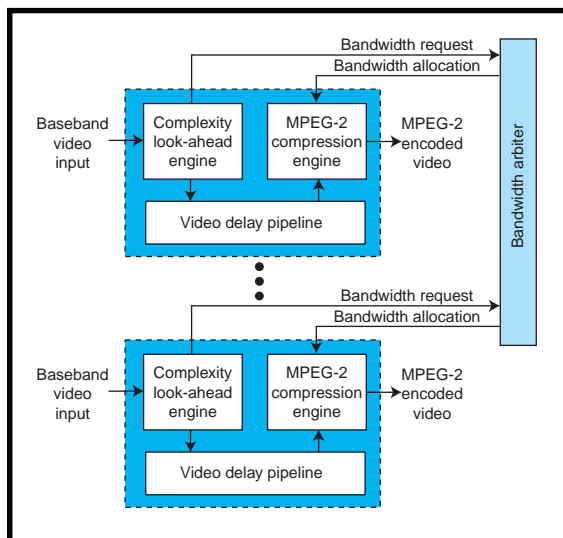 Bandwidth request
Bandwidth allocation
Baseband
video
input
Complexity
look-ahead
engine
MPEG-2
compression
engine
MPEG-2
encoded
video
Video delay pipeline
Bandwidth arbiter
Bandwidth request
Bandwidth allocation
Baseband
video
input
Complexity
look-ahead
engine
MPEG-2
compression
engine
MPEG-2
encoded
video
Video delay pipeline